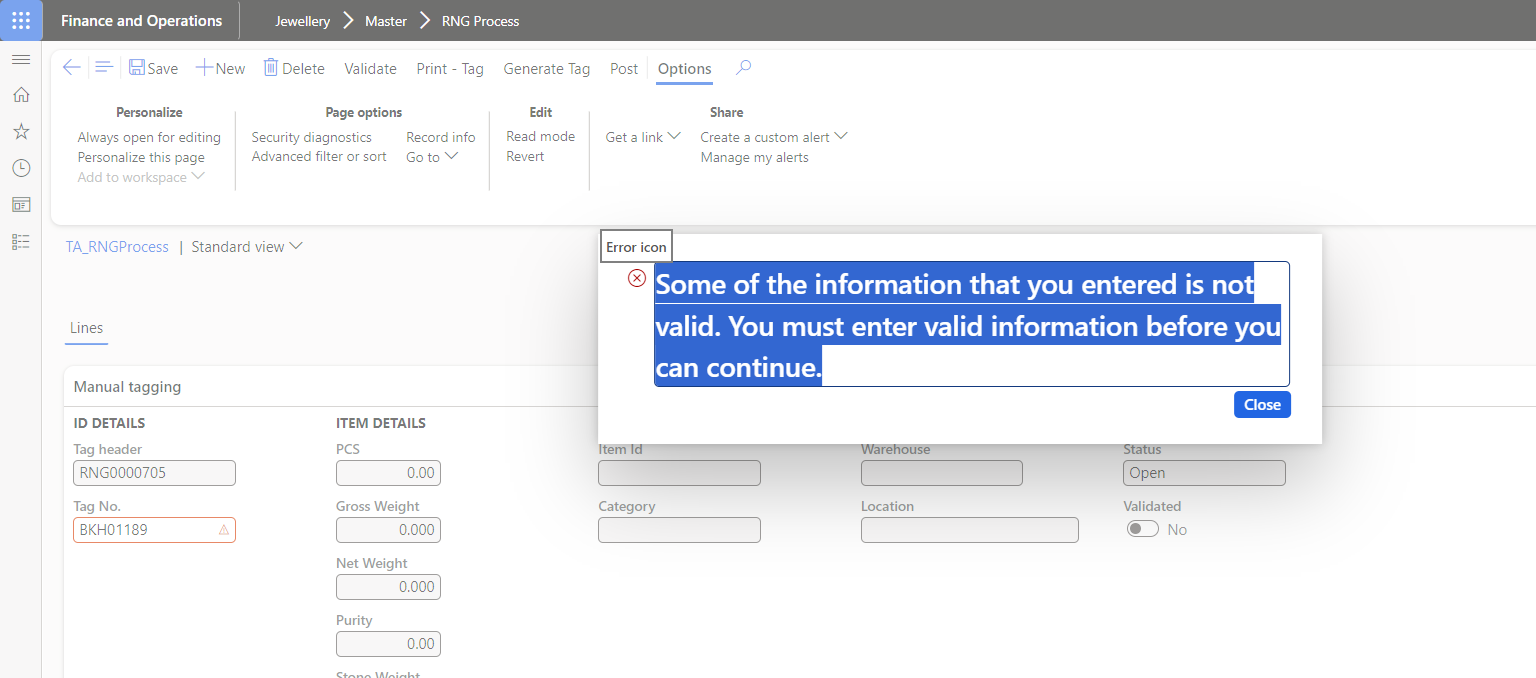 Finance and Operations
Jewellery > Master > RNG Process
Save New Delete Validate Print - Tag Generate Tag Post Options
Personalize
Always open for editing
Personalize this page
Add to workspace
Page options
Security diagnostics
Advanced filter or sort
Record info
Go to
Edit
Read mode
Revert
Get a link
Share
Create a custom alert
Manage my alerts
TA_RNGProcess | Standard view
Error icon
Some of the information that you entered is not
valid. You must enter valid information before you
can continue.
Close
Lines
Manual tagging
ID DETAILS
Tag header
RNG0000705
Tag No.
BKH01189
ITEM DETAILS
PCS
0.00
Gross Weight
0.000
Net Weight
0.000
Purity
0.00
Stone Weight
Item Id
Category
Warehouse
Location
Status
Open
Validated
No